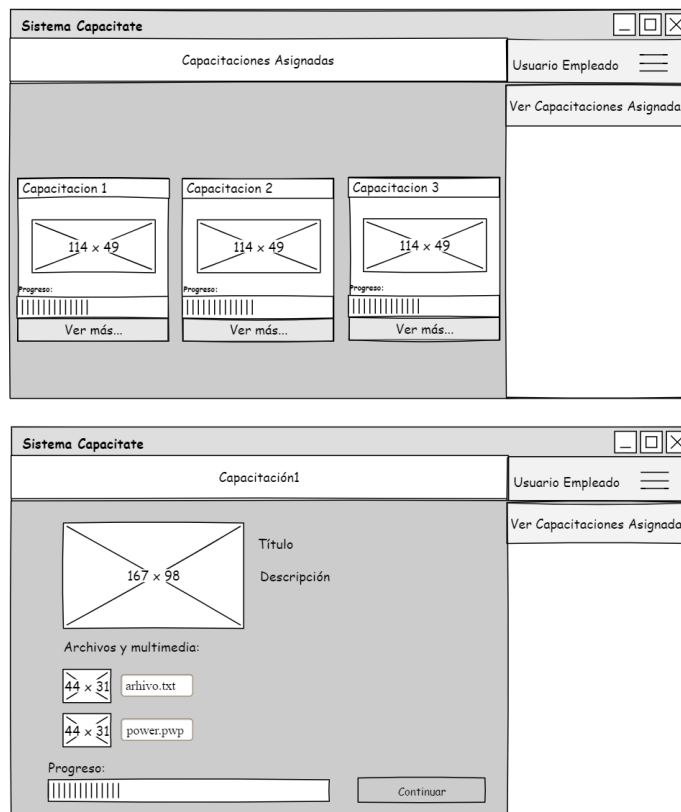 Sistema Capacitate
Capacitaciones Asignadas
Usuario Empleado
Ver Capacitaciones Asignada
Capacitacion 1
Capacitacion 2
Capacitacion 3
114 x 49
114 x 49
114 x 49
Progreso:
Progreso:
Progreso:
Ver más...
Ver más...
Ver más...
Sistema Capacitate
Capacitación1
Usuario Empleado
Ver Capacitaciones Asignada
167 x 98
Título
Descripción
Archivos y multimedia:
44 x 31
arhivo.txt
44 x 31
power.pwp
Progreso:
Continuar